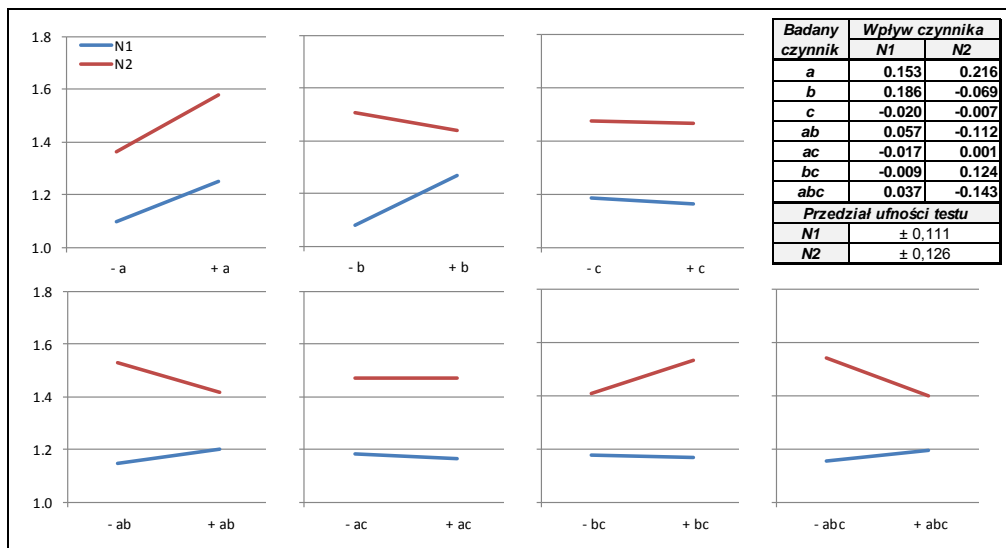 1.8
1.6
1.4
1.2
1.0
N1
N2
- a + a
- b + b
- c + c
Badany czynnik Wpływ czynnika
N1 N2
a 0.153 0.216
b 0.186 -0.069
c -0.020 -0.007
ab 0.057 -0.112
ac -0.017 0.001
bc -0.009 0.124
abc 0.037 -0.143
Przedział ufności testu
N1 ± 0,111
N2 ± 0,126
1.8
1.6
1.4
1.2
1.0
- ab + ab
- ac + ac
- bc + bc
- abc + abc